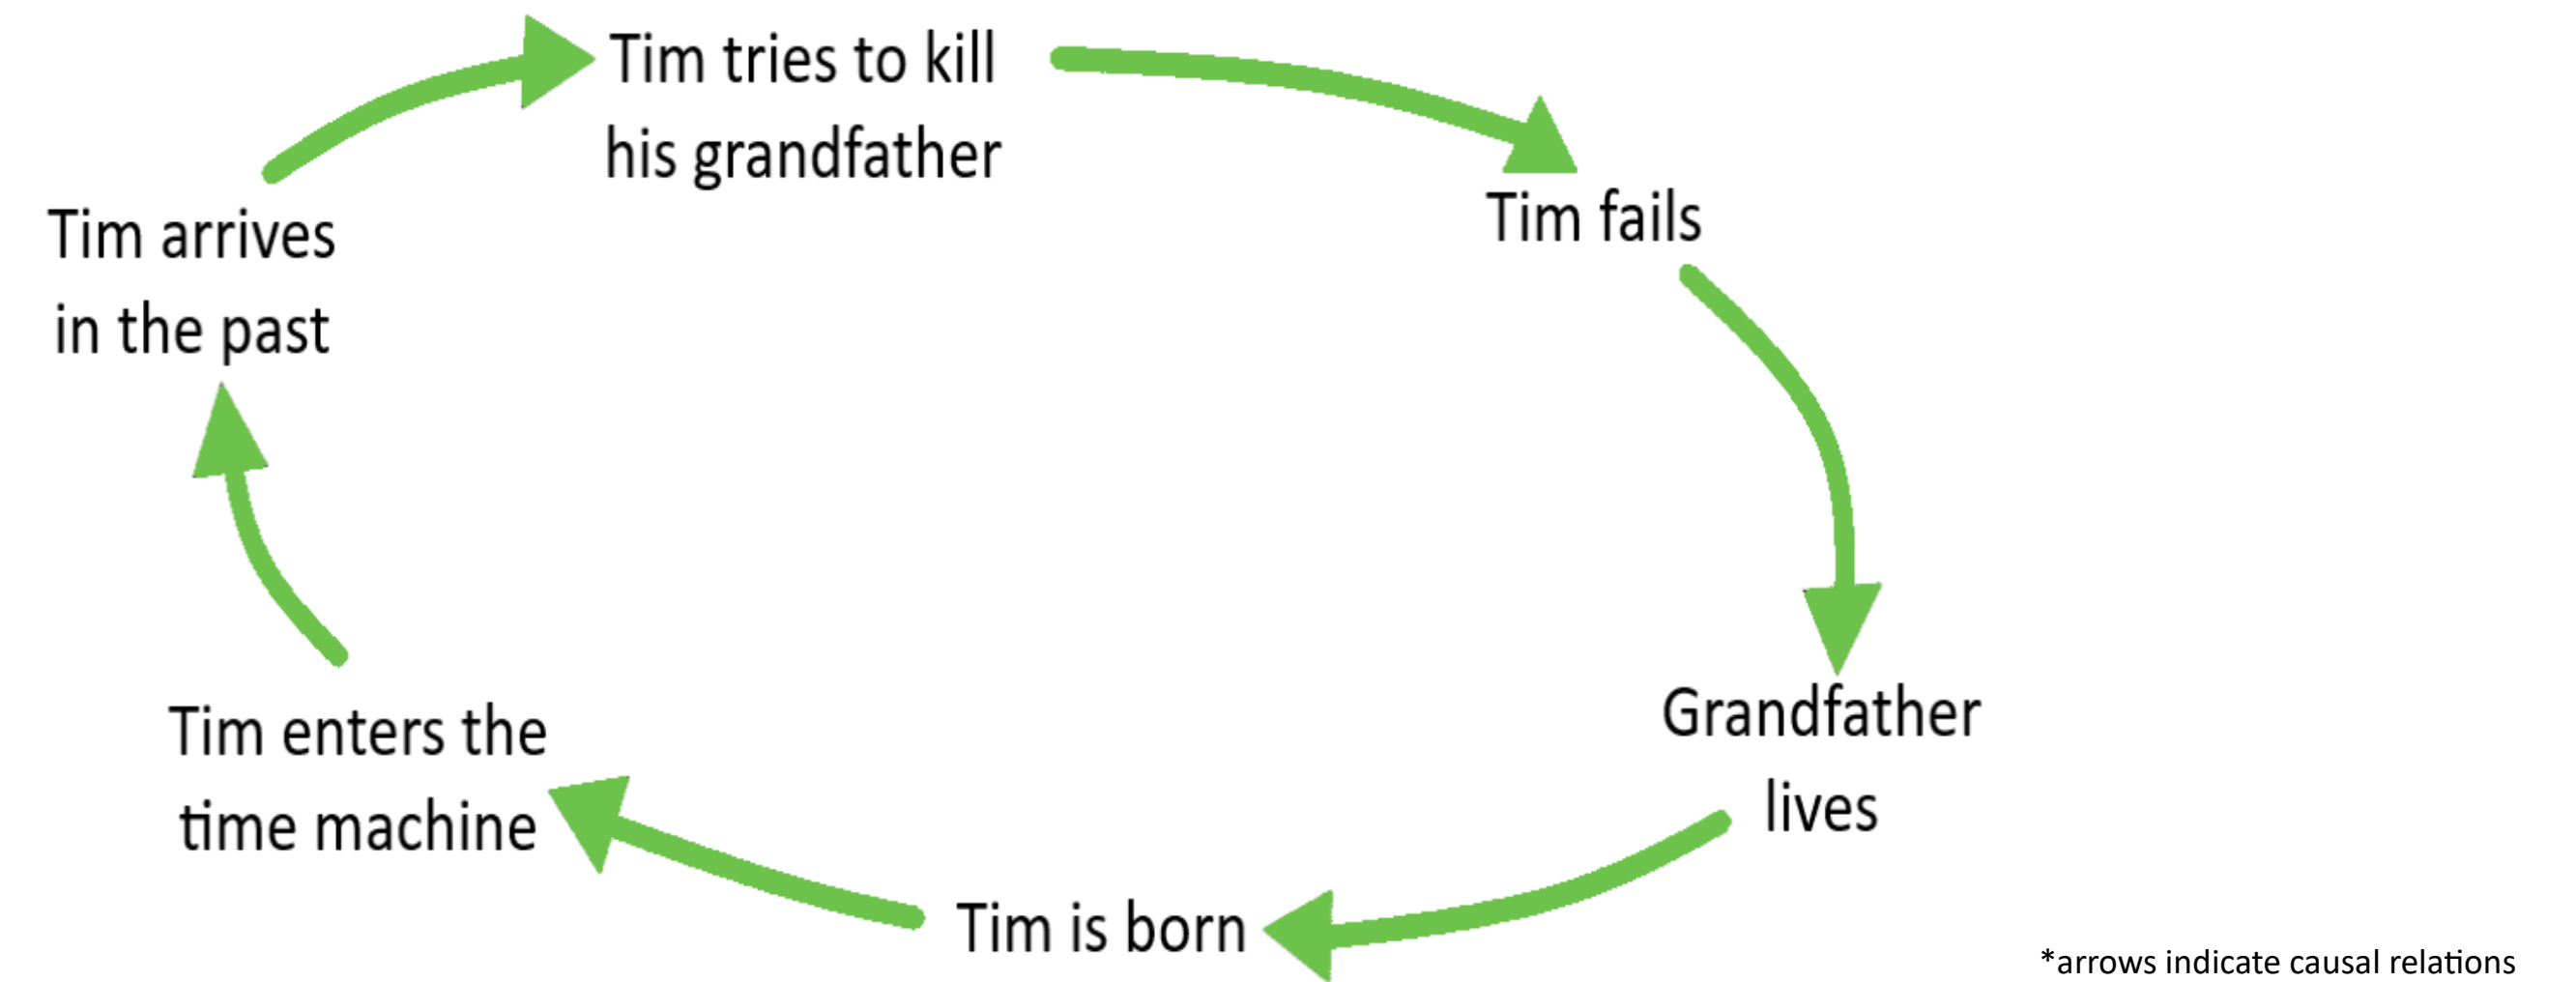 Tim tries to kill
his grandfather
Tim fails
Grandfather
lives
Tim is born
Tim enters the
time machine
Tim arrives
in the past
*arrows indicate causal relations